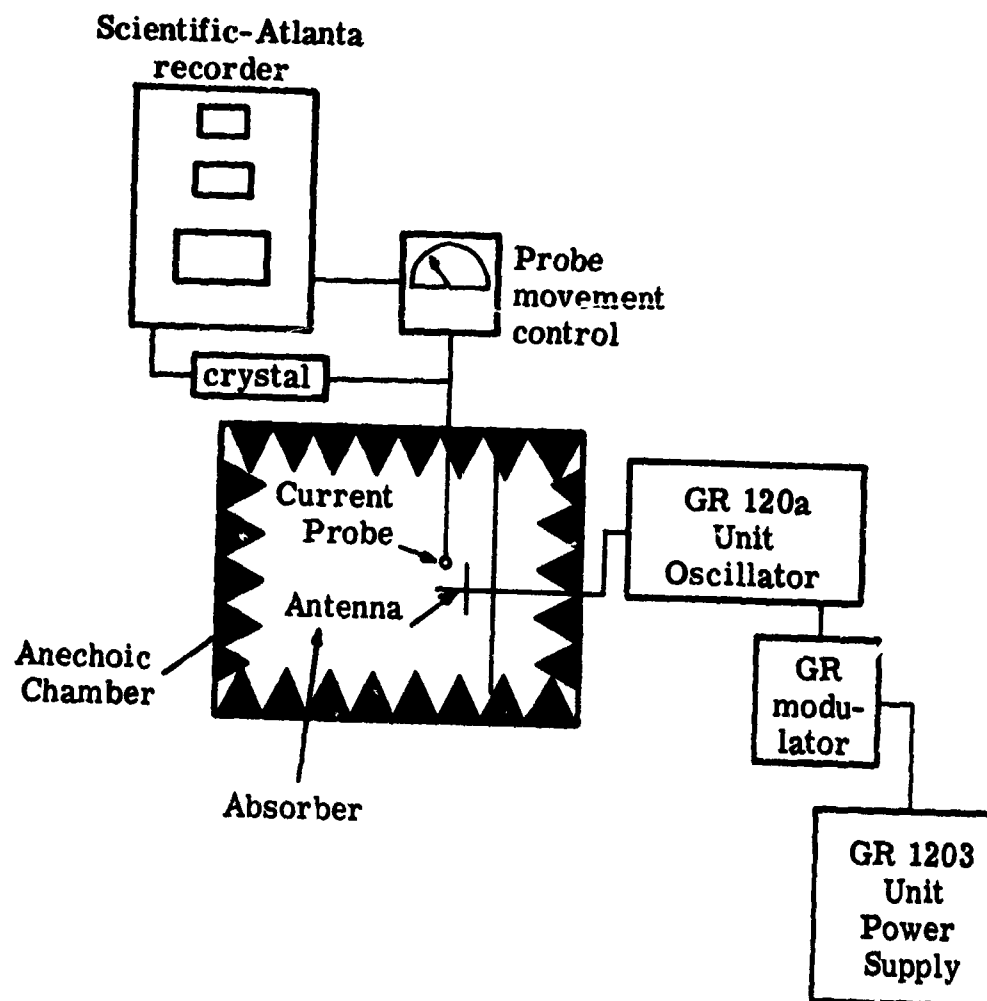 Scientific-Atlanta
recorder
Probe
movement
control
crystal
Current
Probe
GR 120a
Unit
Oscillator
Antenna
Anechoic
Chamber
GR
modu-
lator
Absorber
GR 1203
Unit
Power
Supply